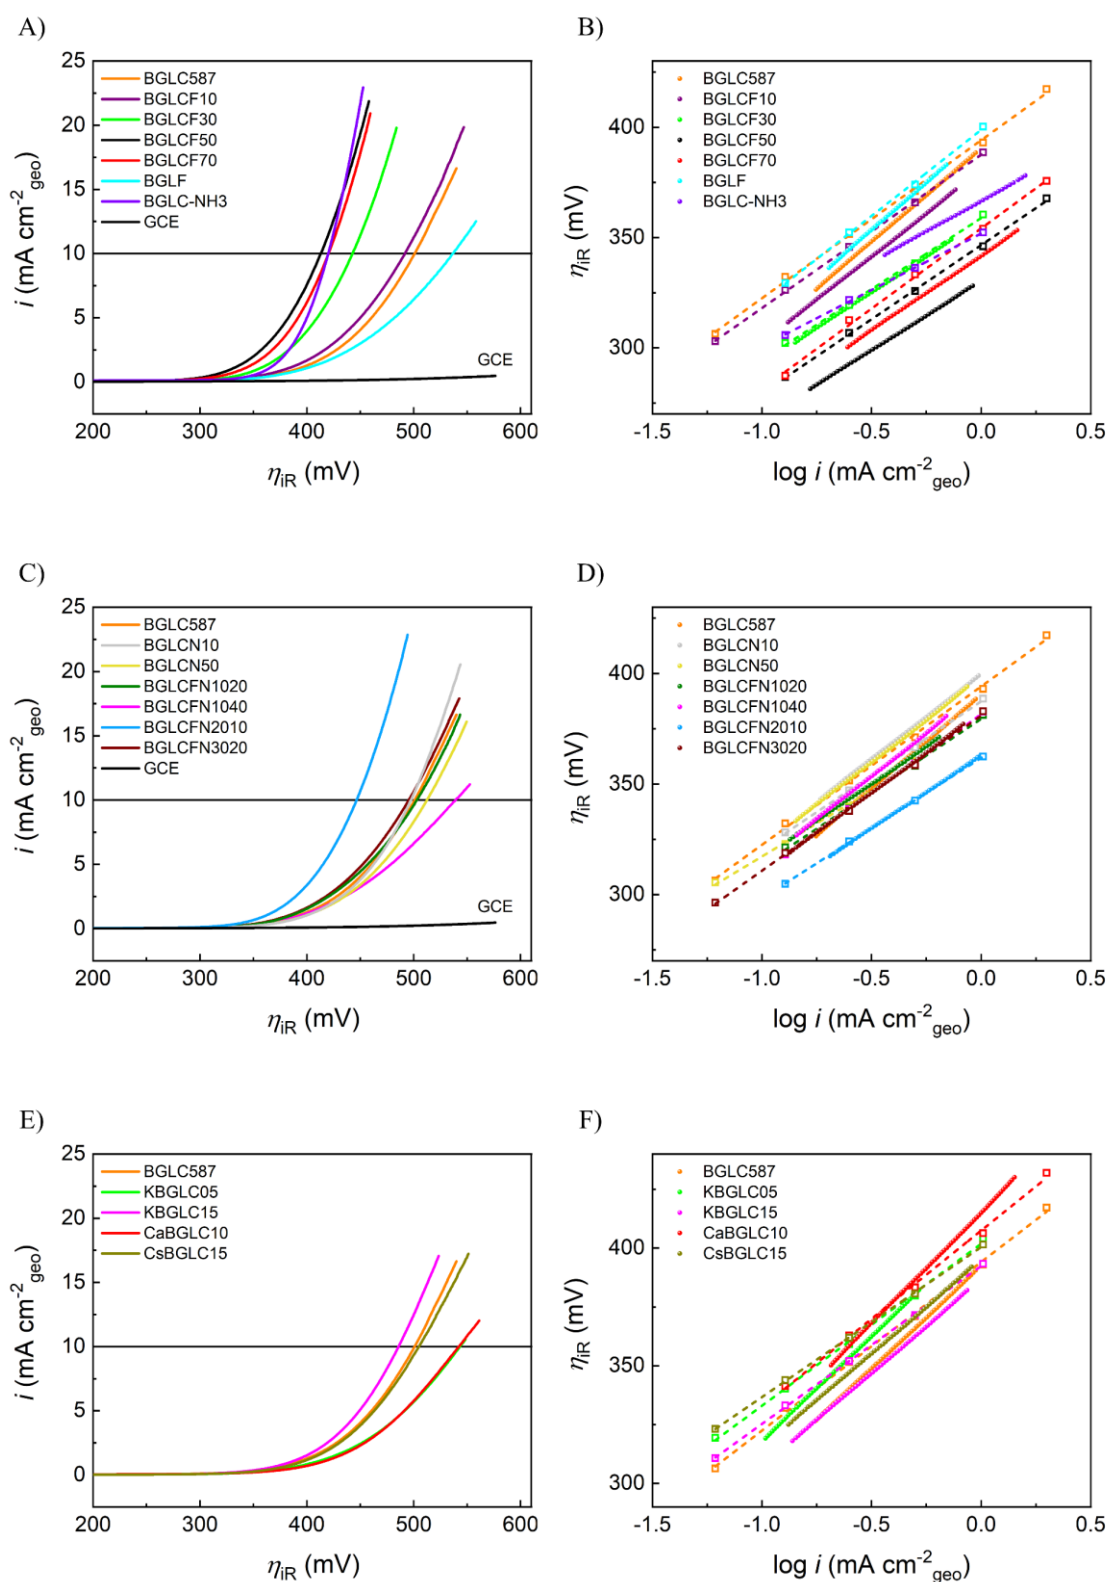 A)
25
20
15
10
5
0
i (mA cm-2geo)
BGLC587
BGLCF10
BGLCF30
BGLCF50
BGLCF70
BGLF
BGLC-NH3
GCE
GCE
200 300 400 500 600
ηiR (mV)
B)
400
350
300
ηiR (mV)
BGLC587
BGLCF10
BGLCF30
BGLCF50
BGLCF70
BGLF
BGLC-NH3
-1.5 -1.0 -0.5 0.0 0.5
log i (mA cm-2geo)
C)
25
20
15
10
5
0
i (mA cm-2geo)
BGLC587
BGLCN10
BGLCN50
BGLCFN1020
BGLCFN1040
BGLCFN2010
BGLCFN3020
GCE
GCE
200 300 400 500 600
ηiR (mV)
D)
400
350
300
ηiR (mV)
BGLC587
BGLCN10
BGLCN50
BGLCFN1020
BGLCFN1040
BGLCFN2010
BGLCFN3020
-1.5 -1.0 -0.5 0.0 0.5
log i (mA cm-2geo)
E)
25
20
15
10
5
0
i (mA cm-2geo)
BGLC587
KBGLC05
KBGLC15
CaBGLC10
CsBGLC15
200 300 400 500 600
ηiR (mV)
F)
400
350
300
ηiR (mV)
BGLC587
KBGLC05
KBGLC15
CaBGLC10
CsBGLC15
-1.5 -1.0 -0.5 0.0 0.5
log i (mA cm-2geo)